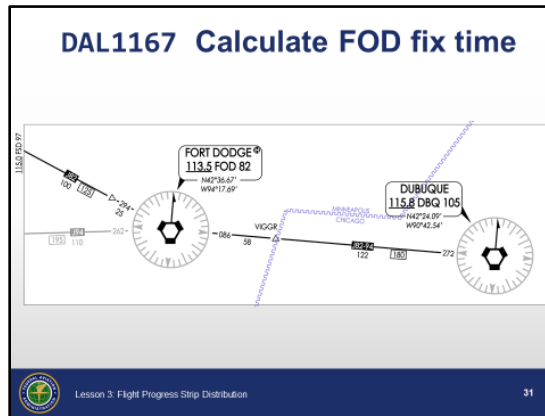 DAL1167 Calculate FOD fix time
115.0 FSD 97
J82
100
125
294
25
J94
195
110
262
FORT DODGE
113.5 FOD 82
N42°36.67'
W94°17.69'
086
58
VIGGR
MINNEAPOLIS
CHICAGO
J82-94
122
180
272
DUBUQUE
115.8 DBQ 105
N42°24.09'
W90°42.54'
Lesson 3: Flight Progress Strip Distribution
31